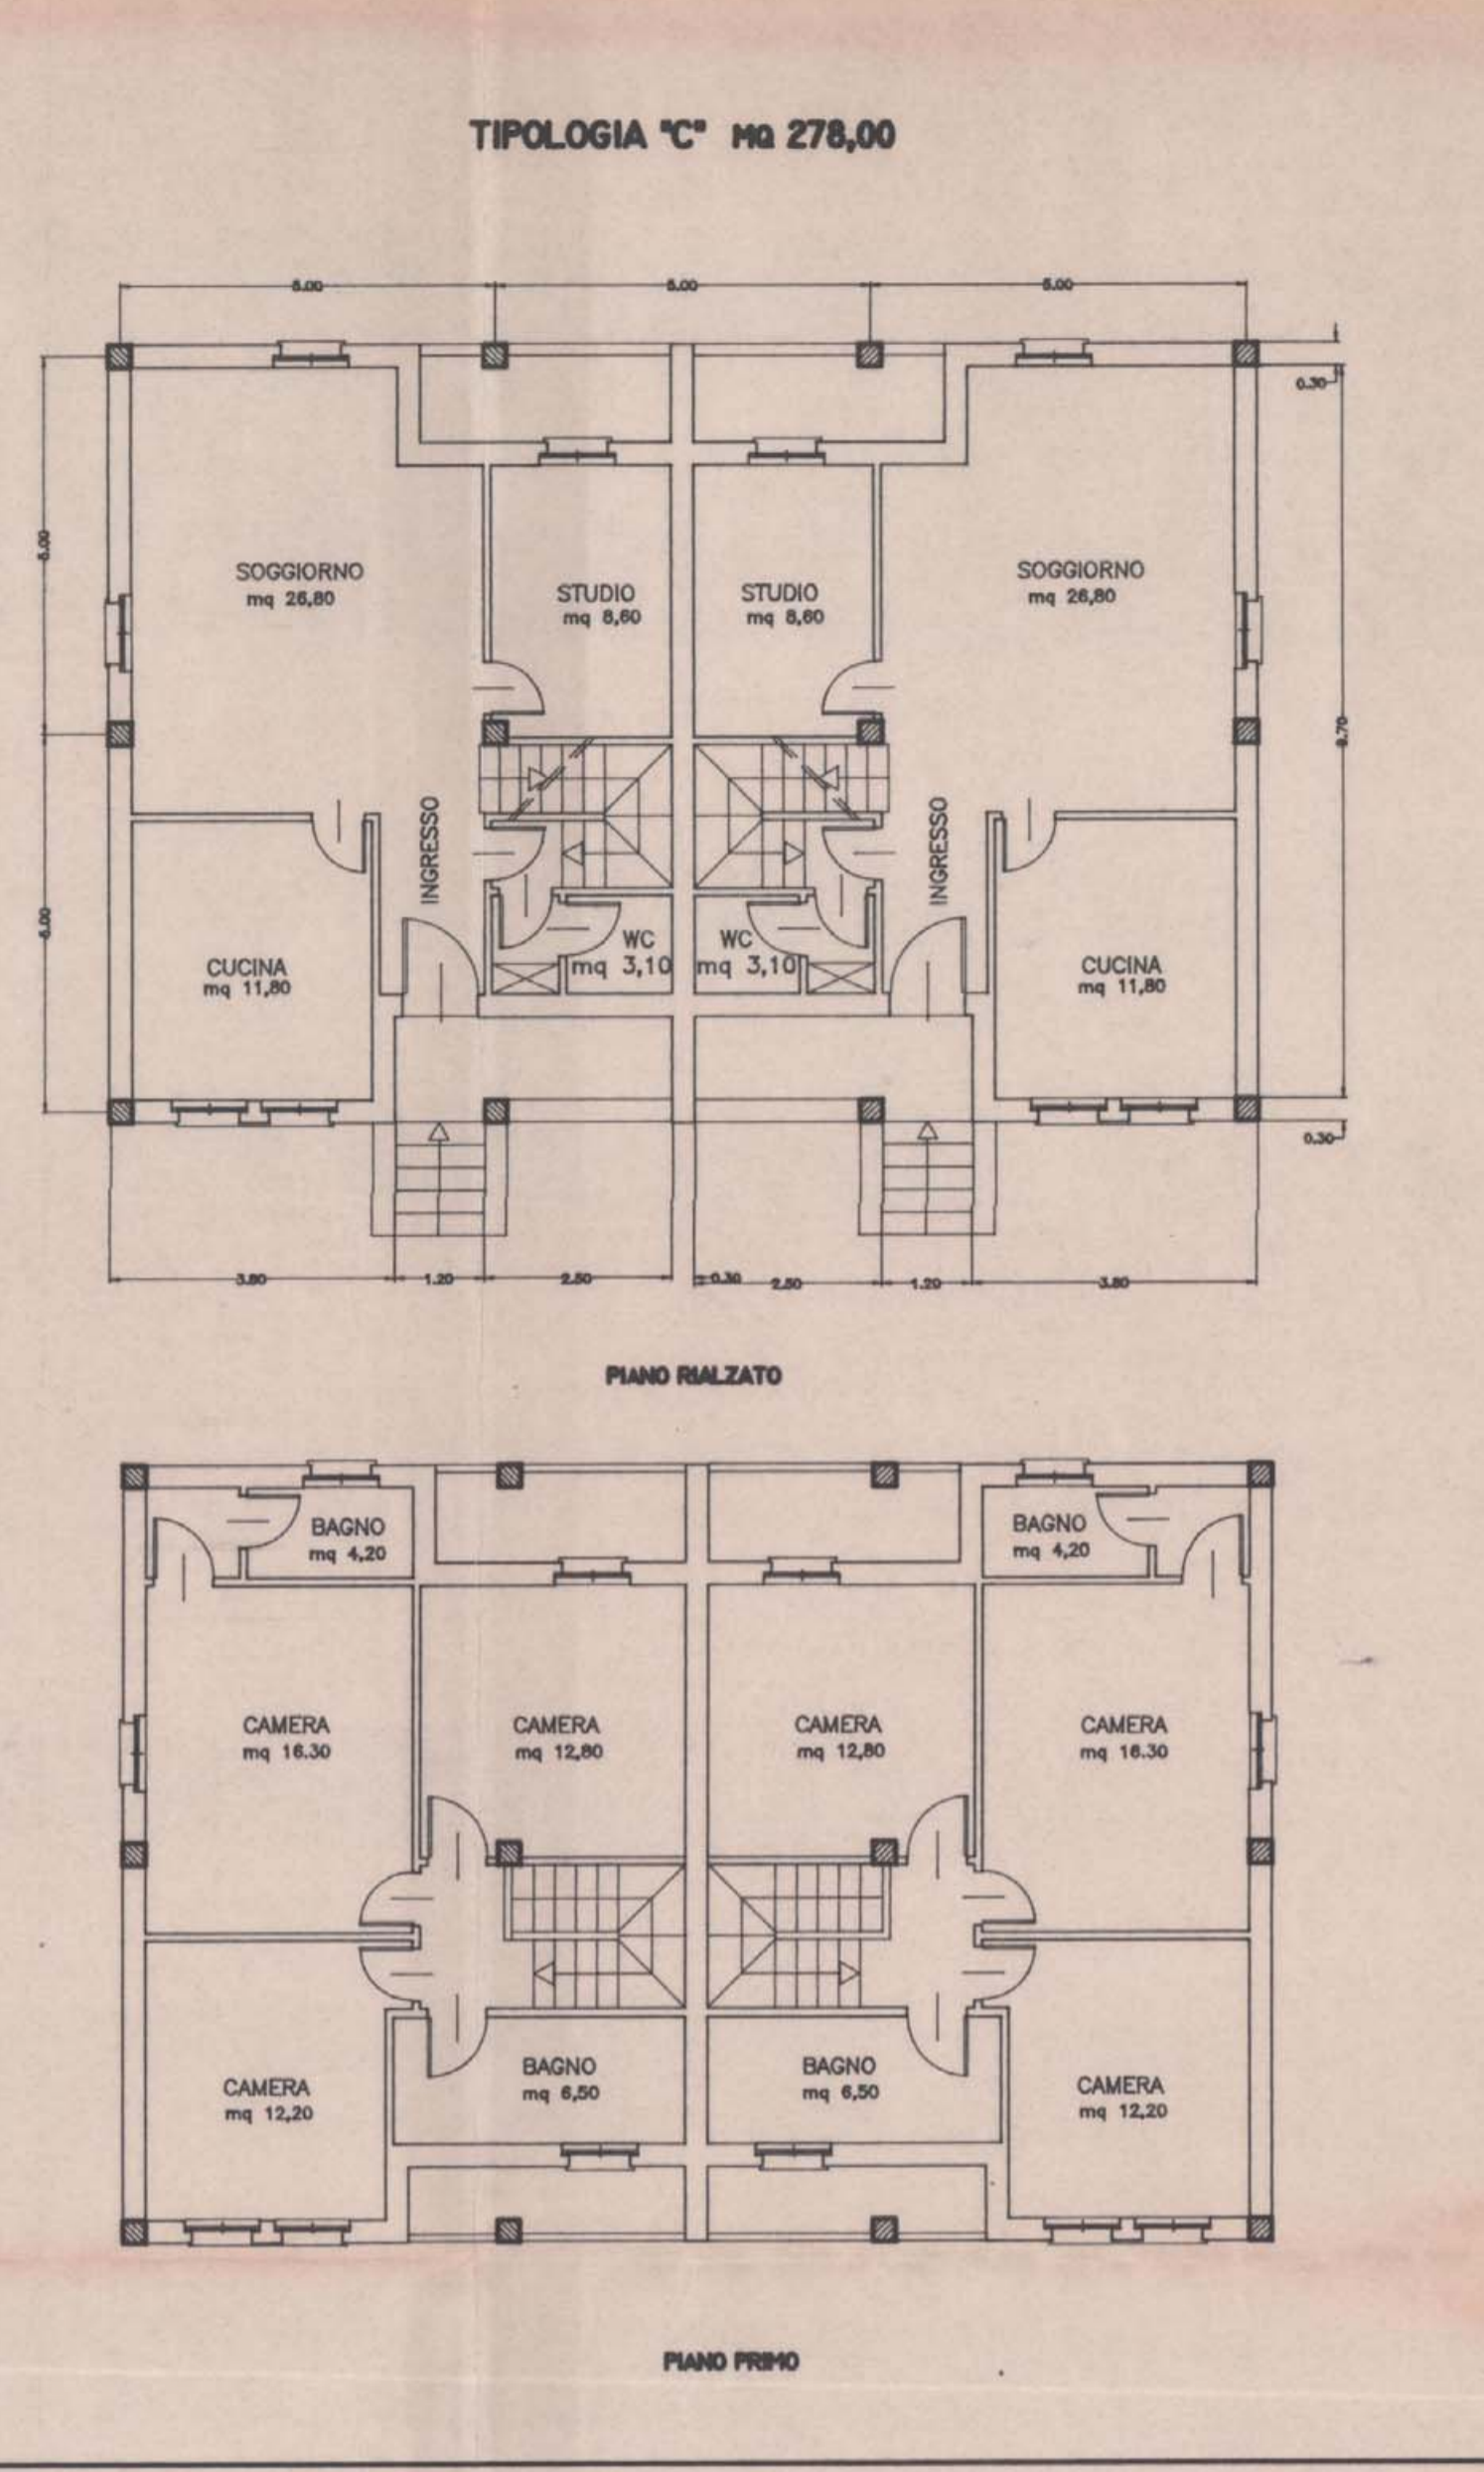 TIPOLOGIA "C" MQ 278,00
5.00 5.00 5.00
0.30
5.00
SOGGIORNO
mq 26,80
STUDIO
mq 8,60
STUDIO
mq 8,60
SOGGIORNO
mq 26,80
9.70
INGRESSO
INGRESSO
5.00
CUCINA
mq 11,80
WC
mq 3,10
WC
mq 3,10
CUCINA
mq 11,80
0.30
3.80 1.20 2.50 0.30 2.50 1.20 3.80
PIANO RIALZATO
BAGNO
mq 4,20
BAGNO
mq 4,20
CAMERA
mq 16.30
CAMERA
mq 12,80
CAMERA
mq 12,80
CAMERA
mq 16.30
CAMERA
mq 12,20
BAGNO
mq 6,50
BAGNO
mq 6,50
CAMERA
mq 12,20
PIANO PRIMO